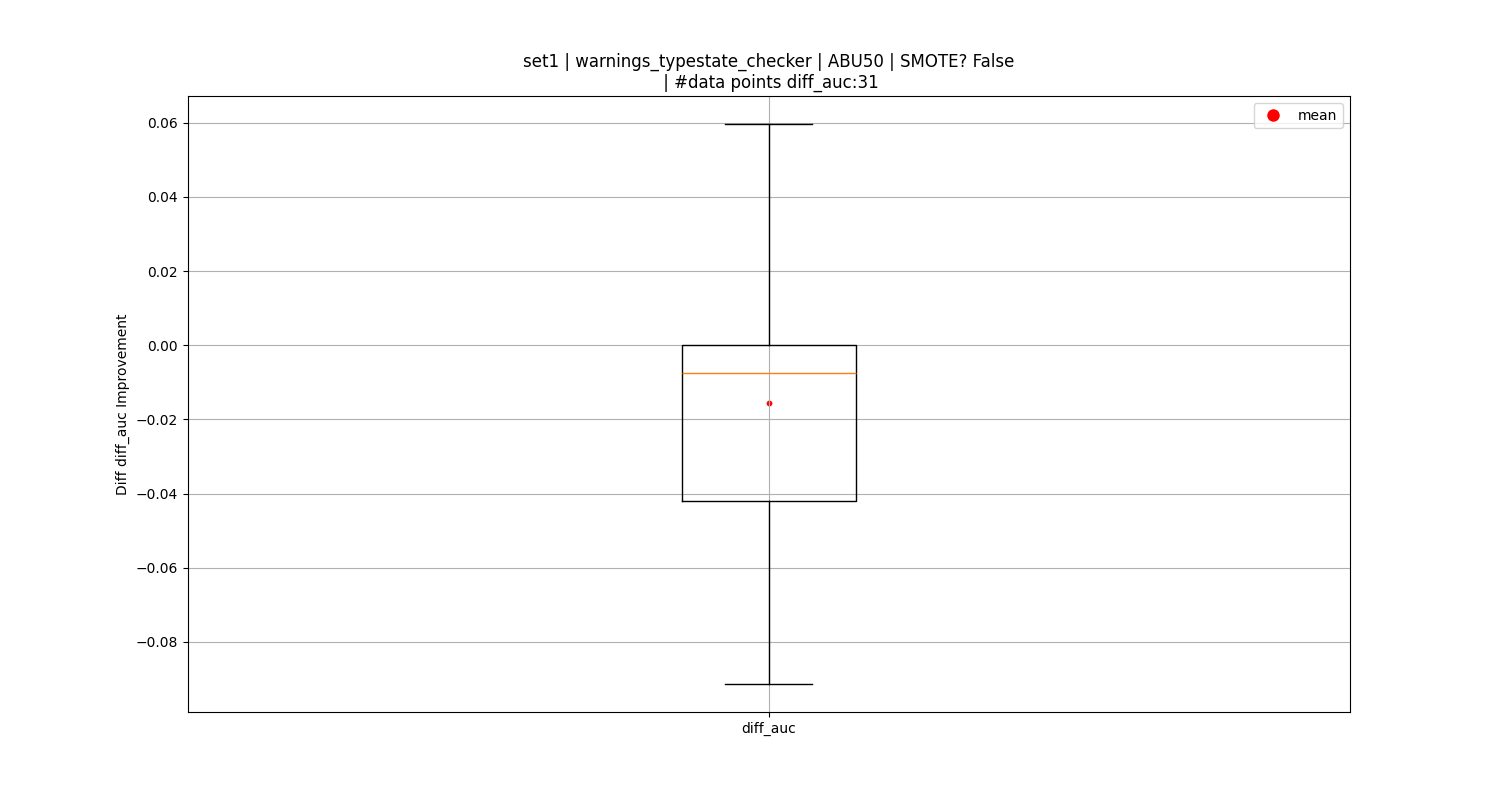 set1 | warnings_typestate_checker | ABU50 | SMOTE? False
| #data points diff_auc:31
mean
0.06
0.04
0.02
0.00
−0.02
−0.04
−0.06
−0.08
Diff diff_auc Improvement
diff_auc